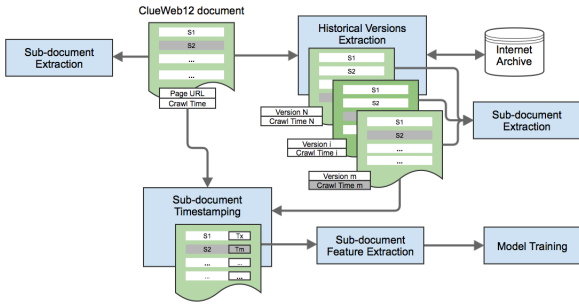 ClueWeb12 document
S1
S2
...
...
Page URL
Crawl Time
Sub-document
Extraction
Historical Versions
Extraction
S1
S2
Version N
Crawl Time N
S1
S2
Version i
Crawl Time i
S1
S2
...
...
Version m
Crawl Time m
Internet
Archive
Sub-document
Extraction
Sub-document
Timestamping
S1 Tx
S2 Tm
... ...
... ...
Sub-document
Feature Extraction
Model Training